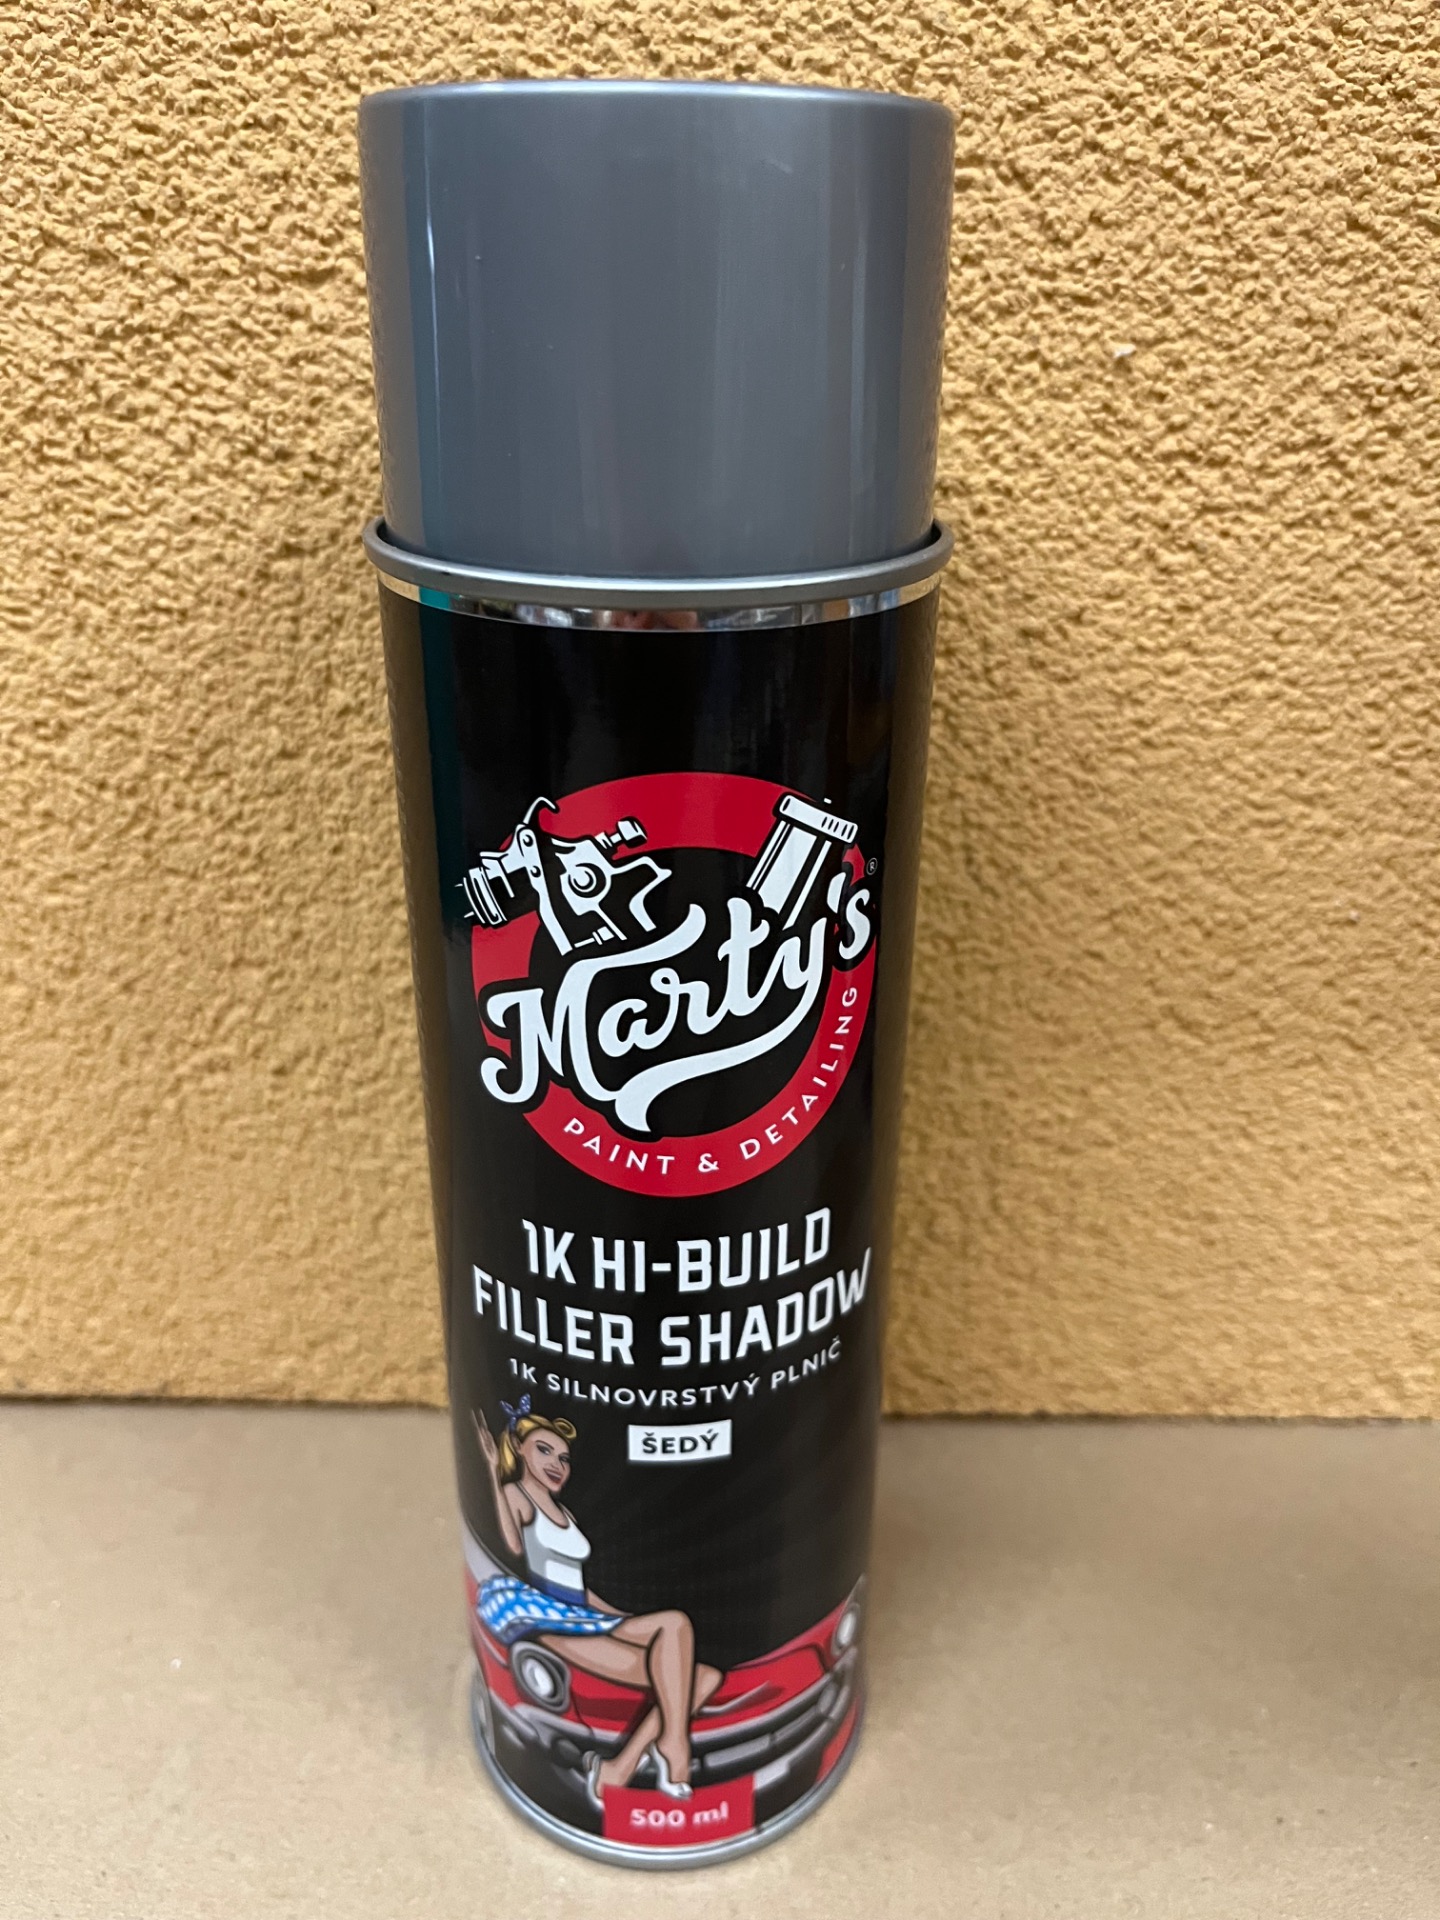 Marty's®
PAINT & DETAILING
1K HI-BUILD
FILLER SHADOW
1K SILNOVRSTVÝ PLNIČ
ŠEDÝ
500 ml